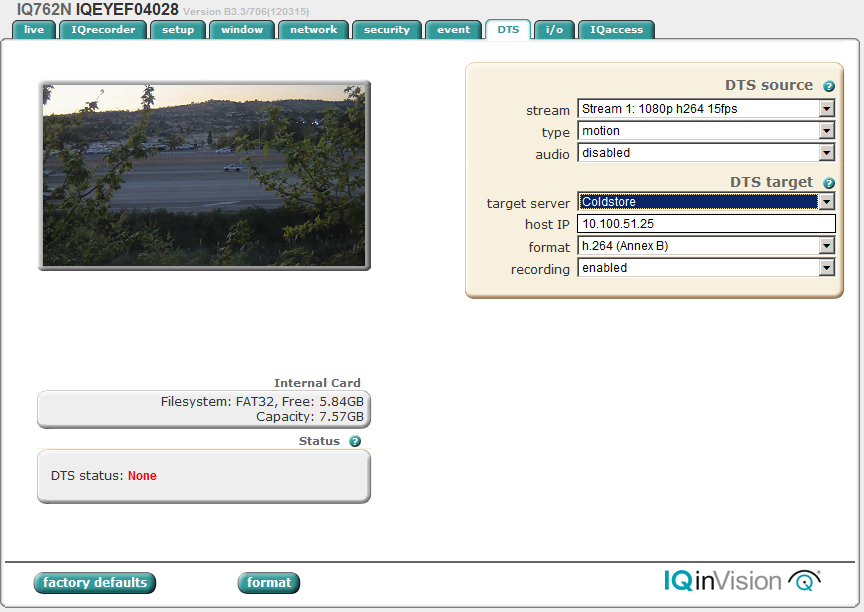 IQ762N IQEYEF04028 Version B3.3/706(120315)
live IQrecorder setup window network security event DTS i/o IQaccess
DTS source ?
stream Stream 1: 1080p h264 15fps
type motion
audio disabled
DTS target ?
target server Coldstore
host IP 10.100.51.25
format h.264 (Annex B)
recording enabled
Internal Card
Filesystem: FAT32, Free: 5.84GB
Capacity: 7.57GB
Status ?
DTS status: None
factory defaults format IQinVision